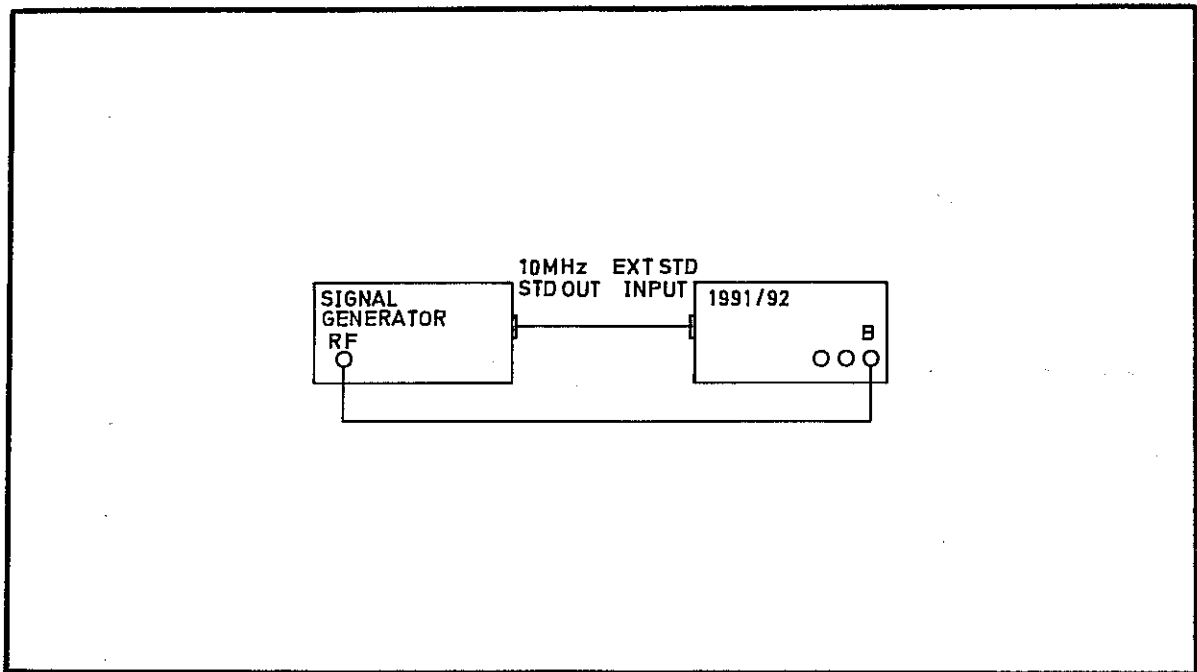 10MHz EXT STD
STD OUT INPUT
SIGNAL
GENERATOR
RF
1991/92
B